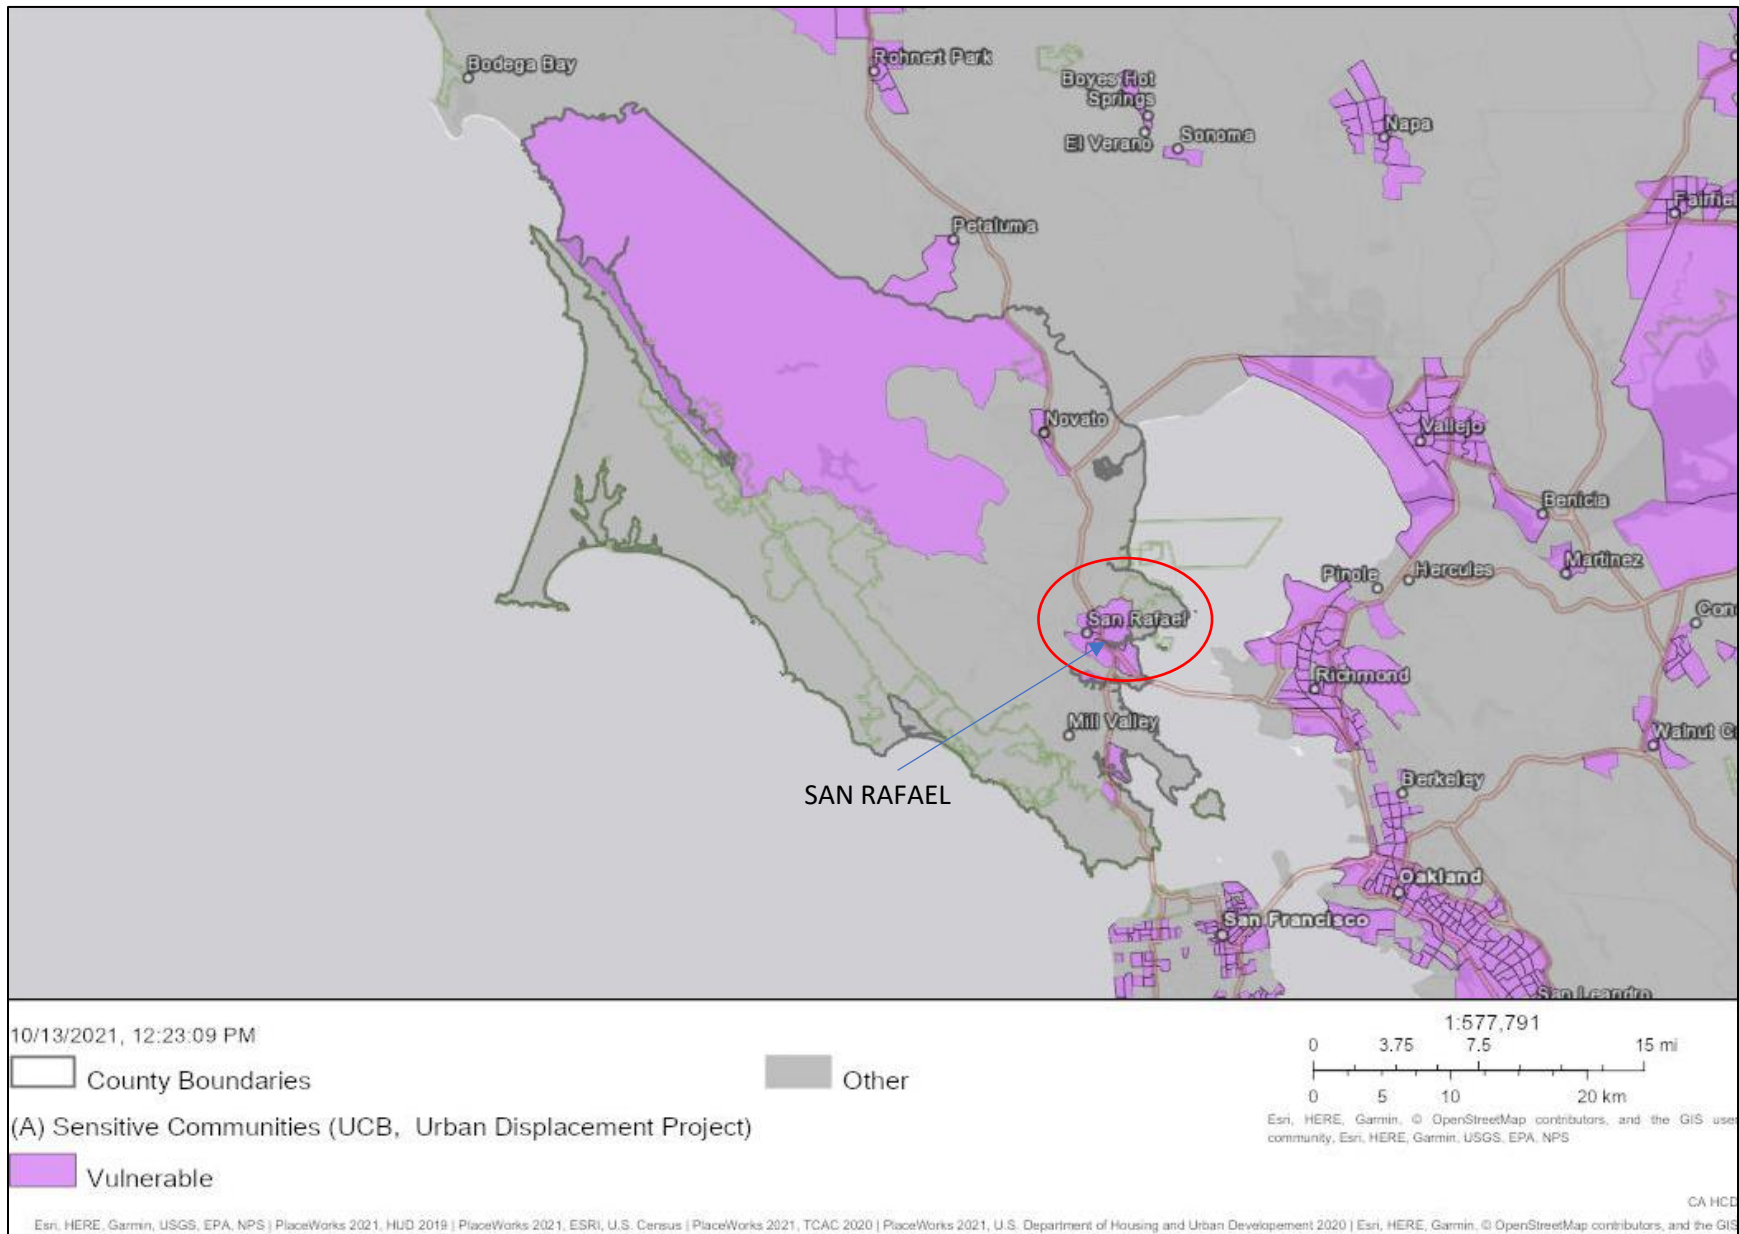 Bodega Bay
Rohnert Park
Boyes Hot
Springs
El Verano
Sonoma
Napa
Petaluma
Novato
Vallejo
Benicia
Martinez
Pinole
Hercules
San Rafael
Richmond
Mill Valley
SAN RAFAEL
Berkeley
Oakland
San Francisco
San Leandro
Fairfiel
Con
Walnut C
10/13/2021, 12:23:09 PM
County Boundaries
Other
(A) Sensitive Communities (UCB, Urban Displacement Project)
Vulnerable
1:577,791
0 3.75 7.5 15 mi
0 5 10 20 km
Esri, HERE, Garmin, © OpenStreetMap contributors, and the GIS user
community, Esri, HERE, Garmin, USGS, EPA, NPS
CA HCD
Esri, HERE, Garmin, USGS, EPA, NPS | PlaceWorks 2021, HUD 2019 | PlaceWorks 2021, ESRI, U.S. Census | PlaceWorks 2021, TCAC 2020 | PlaceWorks 2021, U.S. Department of Housing and Urban Developement 2020 | Esri, HERE, Garmin, © OpenStreetMap contributors, and the GIS